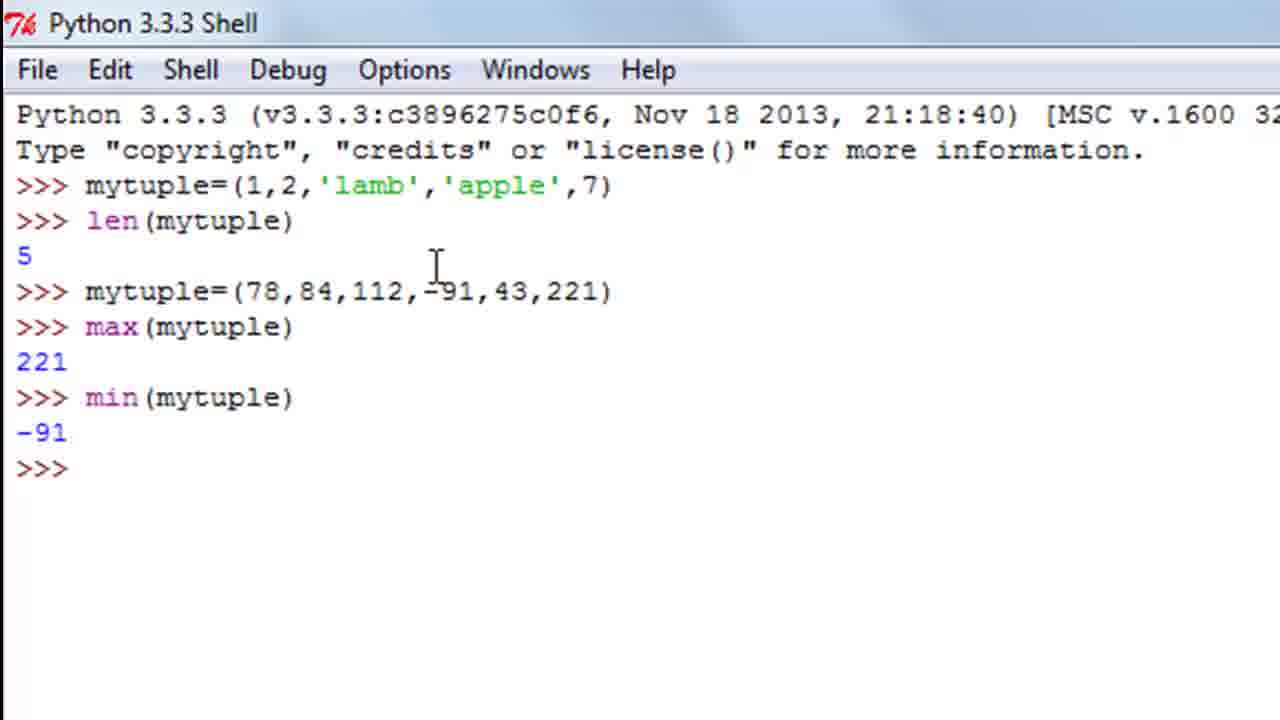 Python 3.3.3 Shell
File Edit Shell Debug Options Windows Help
Python 3.3.3 (v3.3.3:c3896275c0f6, Nov 18 2013, 21:18:40) [MSC v.1600 32
Type "copyright", "credits" or "license()" for more information.
>>> mytuple=(1,2,'lamb','apple',7)
>>> len(mytuple)
5
>>> mytuple=(78,84,112,-91,43,221)
>>> max(mytuple)
221
>>> min(mytuple)
-91
>>>